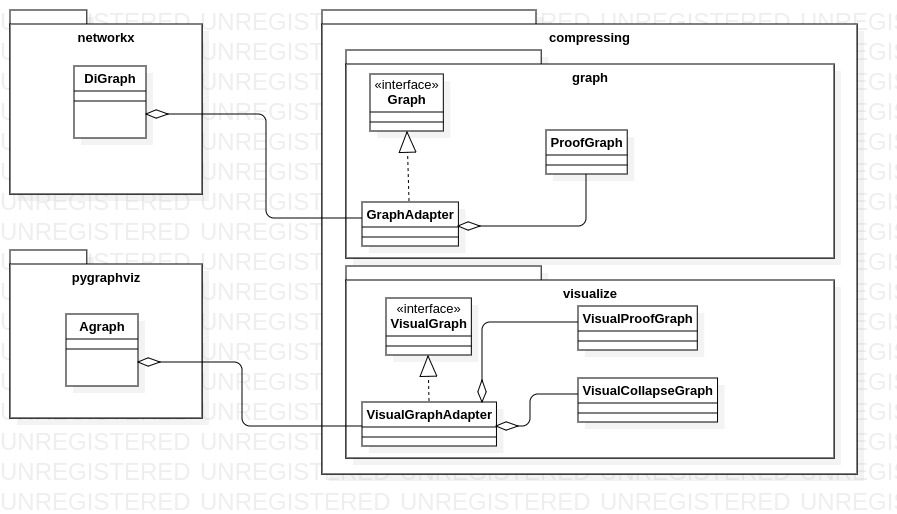 networkx
DiGraph
compressing
graph
«interface»
Graph
ProofGraph
GraphAdapter
pygraphviz
Agraph
visualize
«interface»
VisualGraph
VisualProofGraph
VisualCollapseGraph
VisualGraphAdapter
UNREGISTERED UNREGISTERED UNREGISTERED UNREGISTERED UNREGIS